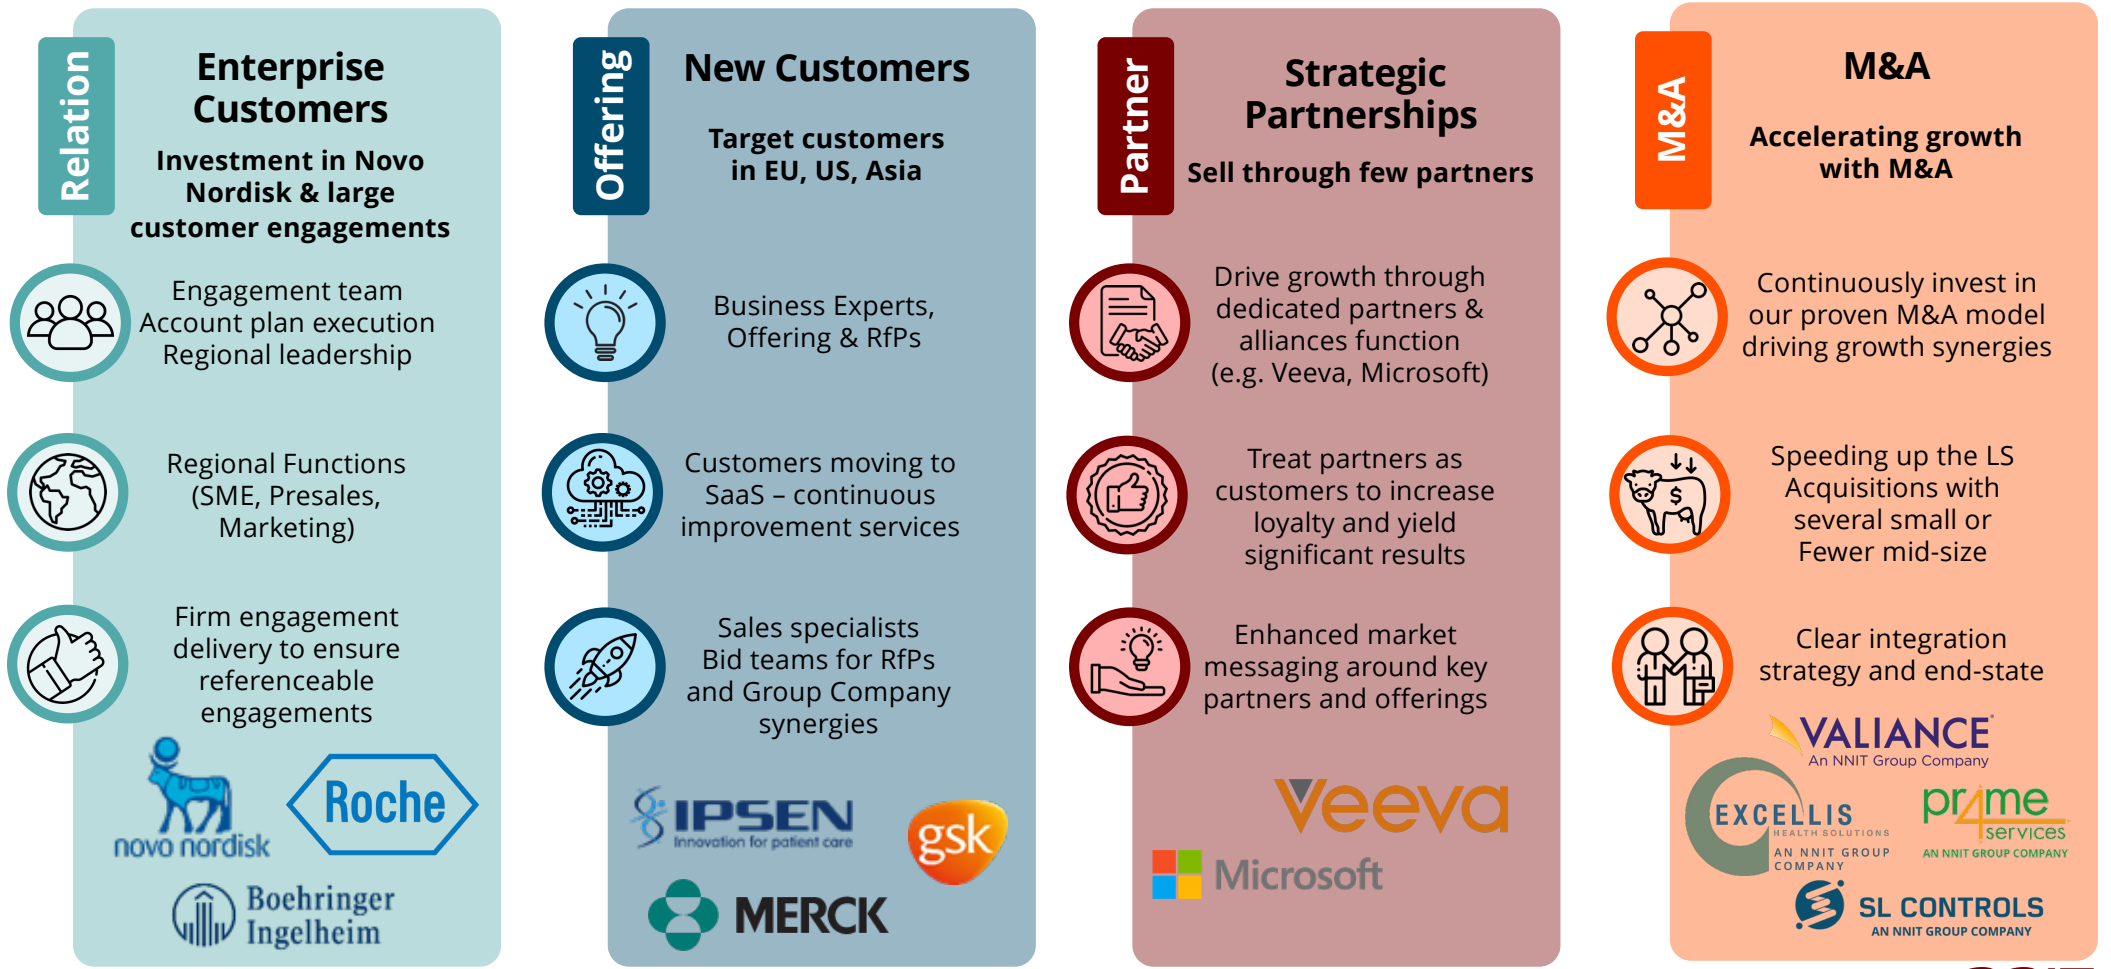 Relation
Enterprise
Customers
Investment in Novo
Nordisk & large
customer engagements
Engagement team
Account plan execution
Regional leadership
Regional Functions
(SME, Presales,
Marketing)
Firm engagement
delivery to ensure
referenceable
engagements
novo nordisk
Roche
Boehringer
Ingelheim
Offering
New Customers
Target customers
in EU, US, Asia
Business Experts,
Offering & RfPs
Customers moving to
SaaS – continuous
improvement services
Sales specialists
Bid teams for RfPs
and Group Company
synergies
IPSEN
Innovation for patient care
gsk
MERCK
Partner
Strategic
Partnerships
Sell through few partners
Drive growth through
dedicated partners &
alliances function
(e.g. Veeva, Microsoft)
Treat partners as
customers to increase
loyalty and yield
significant results
Enhanced market
messaging around key
partners and offerings
Veeva
Microsoft
M&A
M&A
Accelerating growth
with M&A
Continuously invest in
our proven M&A model
driving growth synergies
$
Speeding up the LS
Acquisitions with
several small or
Fewer mid-size
Clear integration
strategy and end-state
VALIANCE
An NNIT Group Company
EXCELLIS
HEALTH SOLUTIONS
AN NNIT GROUP
COMPANY
pr4me
services
AN NNIT GROUP COMPANY
SL CONTROLS
AN NNIT GROUP COMPANY